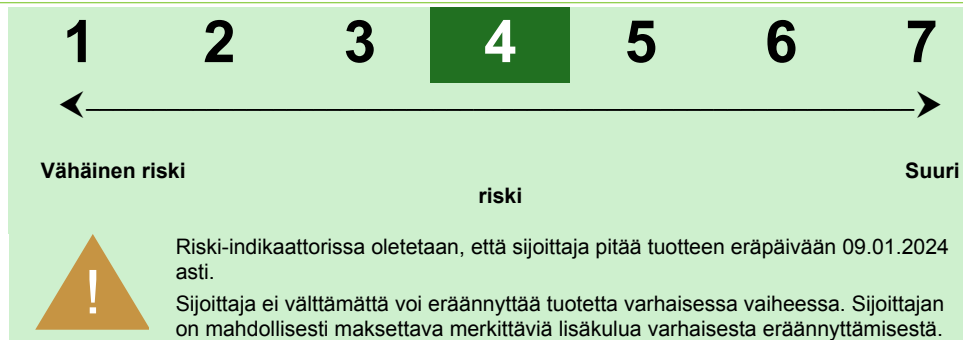 1 2 3 4 5 6 7
Vähäinen riski Suuri
riski
Riski-indikaattorissa oletetaan, että sijoittaja pitää tuotteen eräpäivään 09.01.2024
asti.
!
Sijoittaja ei välttämättä voi eräännyttää tuotetta varhaisessa vaiheessa. Sijoittajan
on mahdollisesti maksettava merkittäviä lisäkulua varhaisesta eräännyttämisestä.